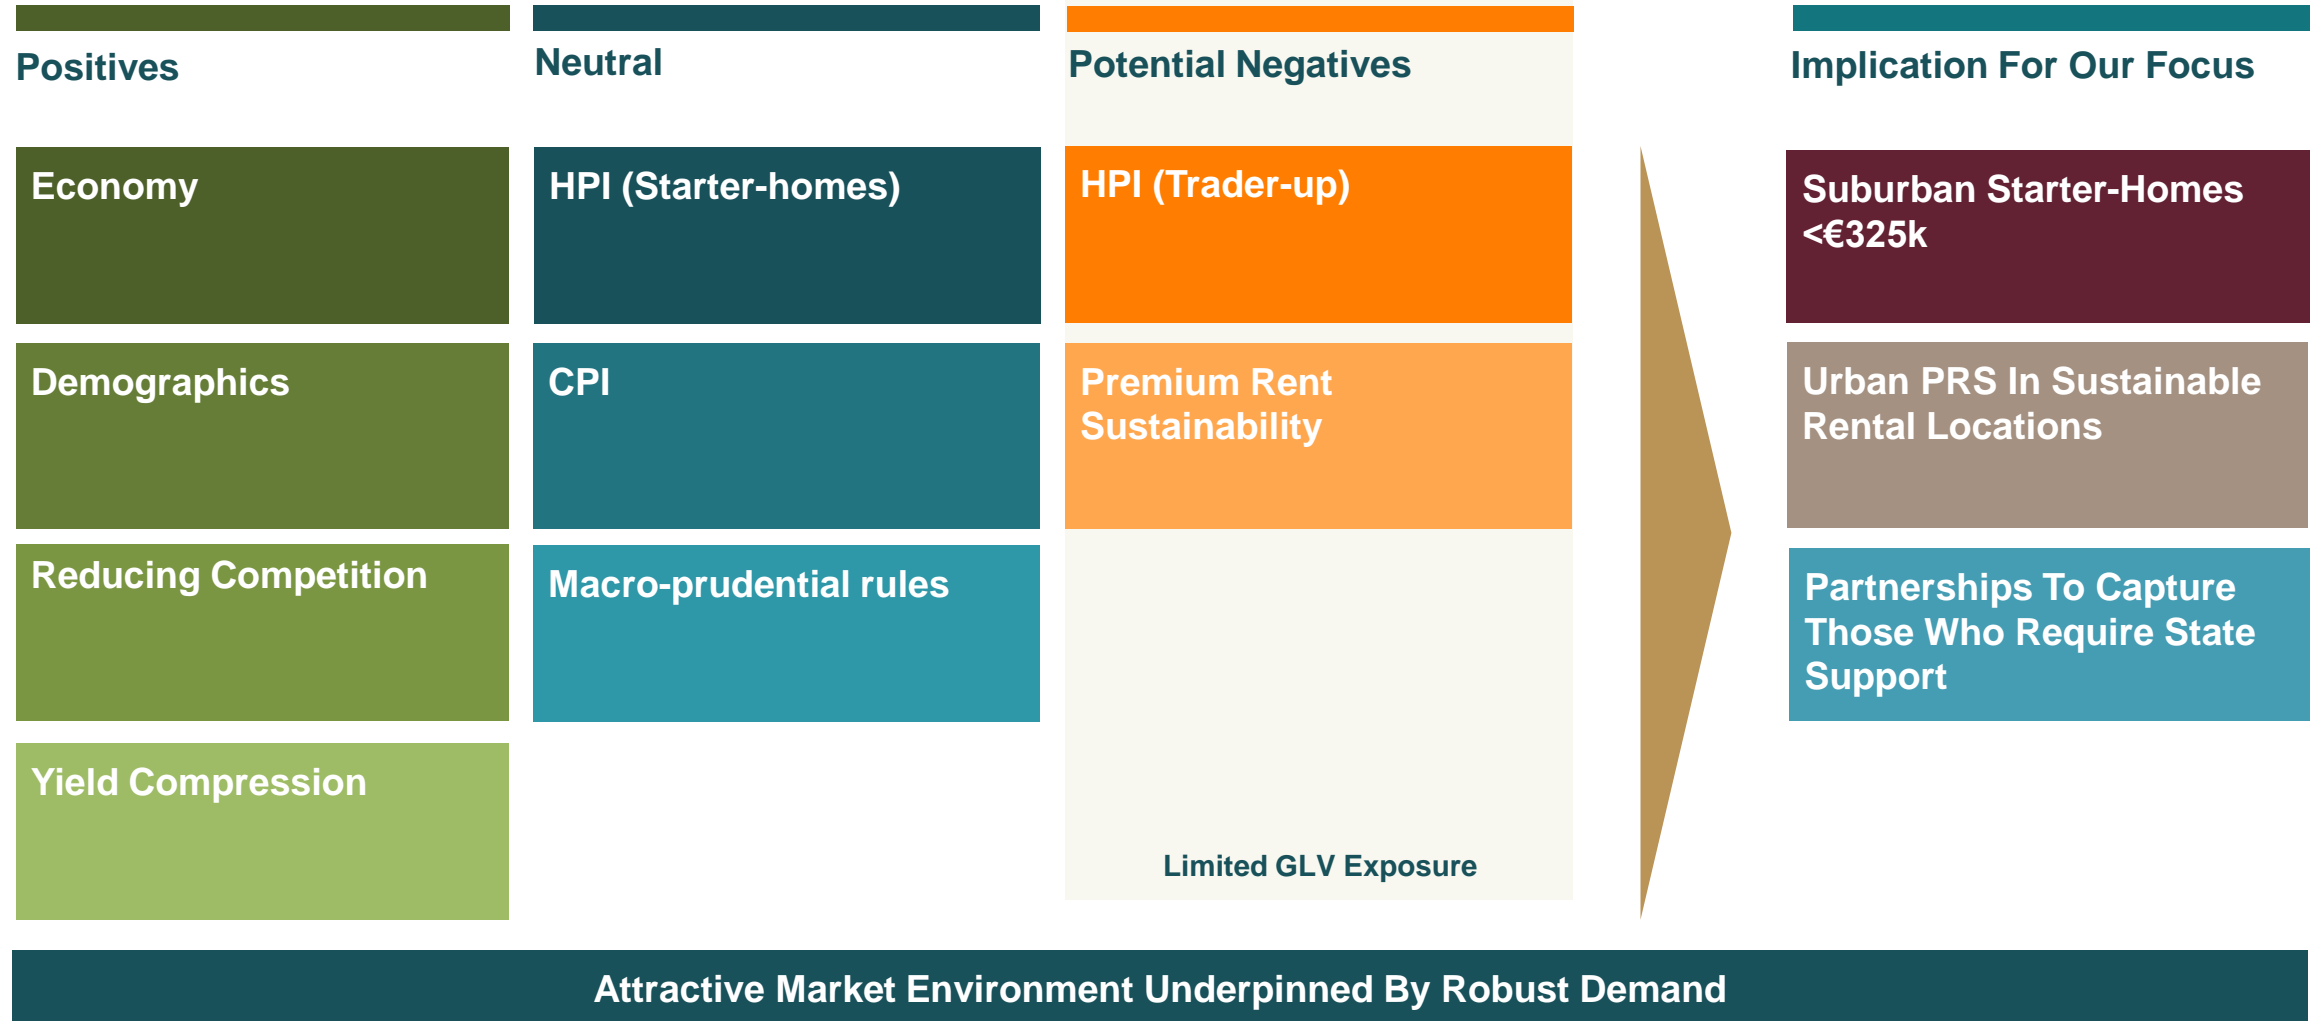 Positives
Economy
Demographics
Reducing Competition
Yield Compression
Neutral
HPI (Starter-homes)
CPI
Macro-prudential rules
Potential Negatives
HPI (Trader-up)
Premium Rent
Sustainability
Limited GLV Exposure
Implication For Our Focus
Suburban Starter-Homes
<€325k
Urban PRS In Sustainable
Rental Locations
Partnerships To Capture
Those Who Require State
Support
Attractive Market Environment Underpinned By Robust Demand